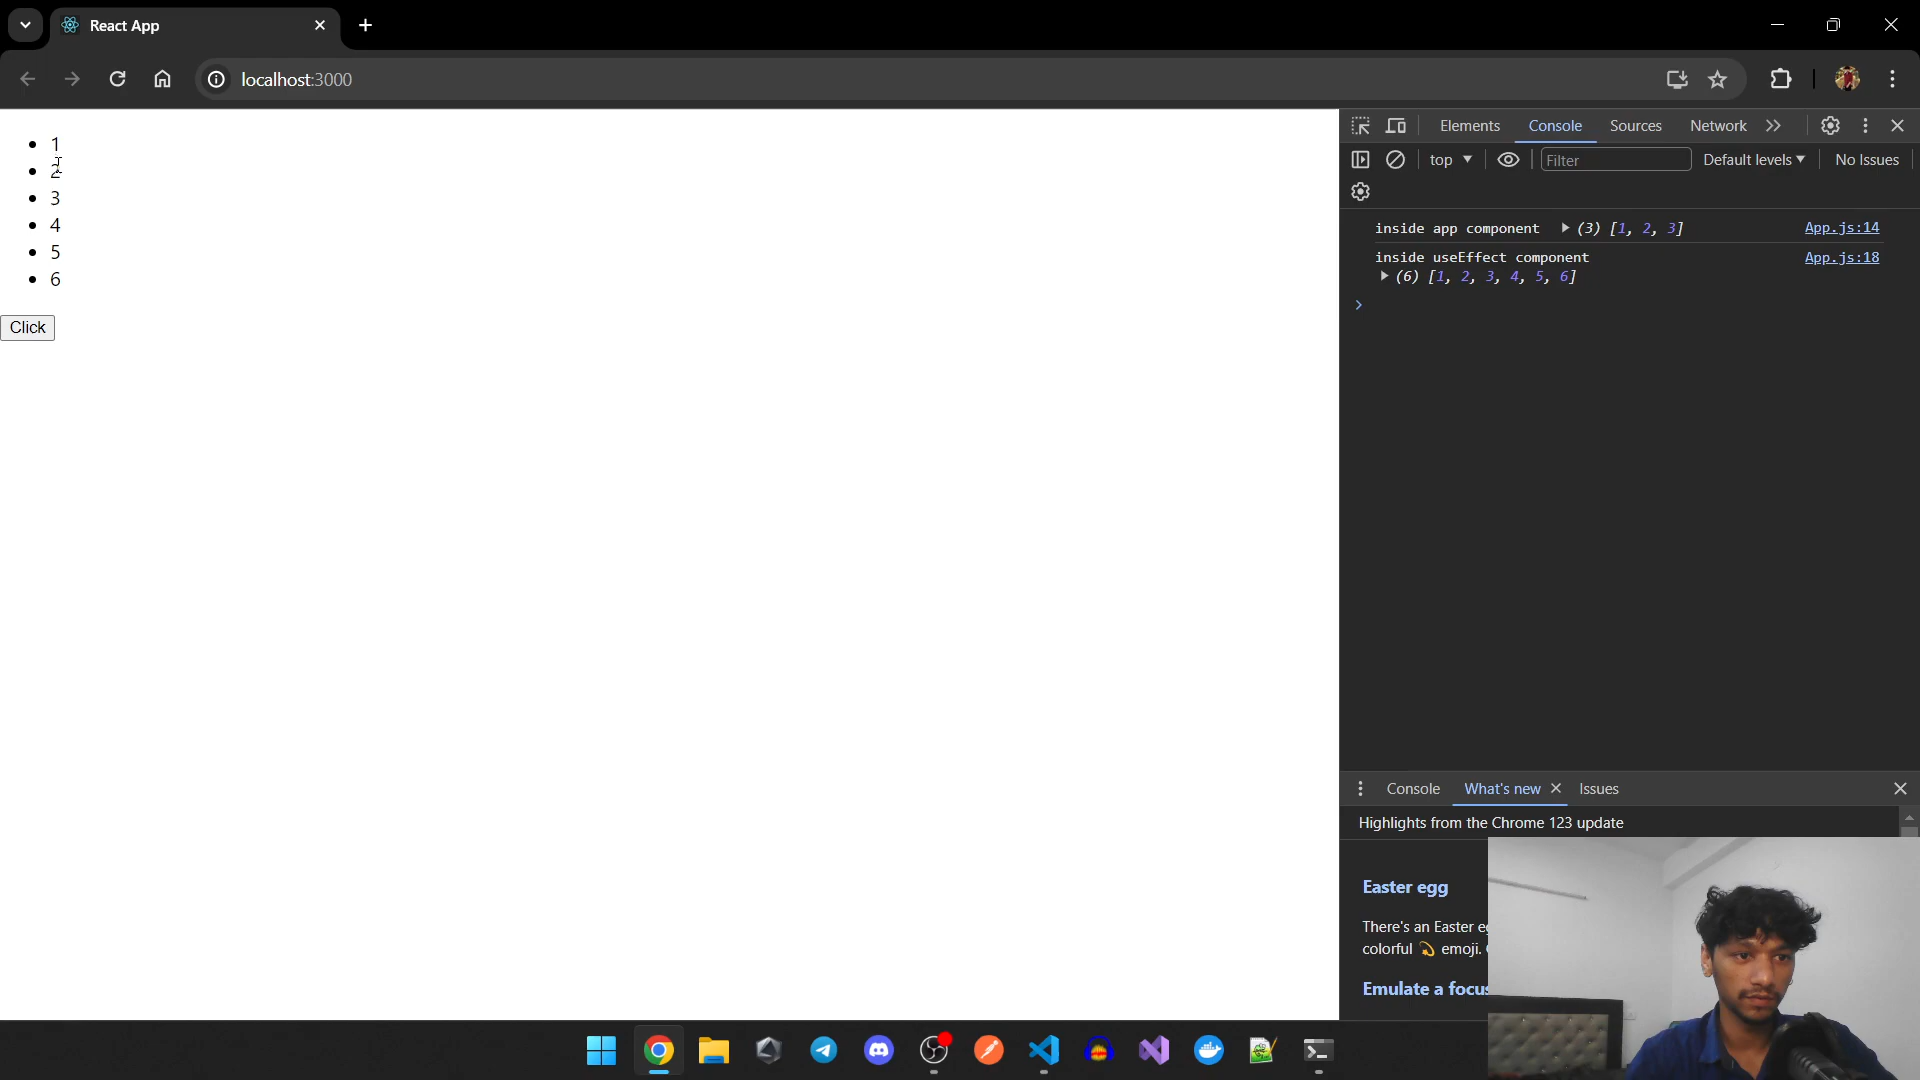 React App
localhost:3000
1
2
3
4
5
6
Click
Elements
Console
Sources
Network
top
Filter
Default levels
No Issues
inside app component (3) [1, 2, 3] App.js:14
inside useEffect component App.js:18
(6) [1, 2, 3, 4, 5, 6]
Console
What's new
Issues
Highlights from the Chrome 123 update
Easter egg
There's an Easter
colorful 💫 emoji.
Emulate a